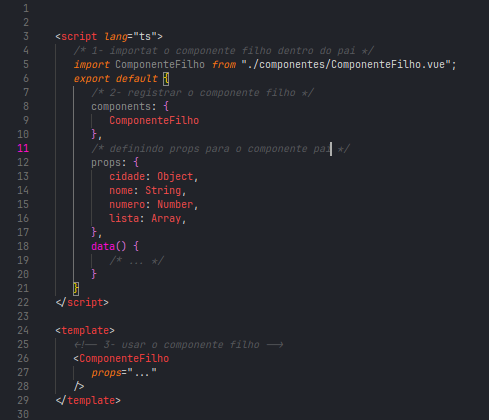 1
2
3 <script lang="ts">
4 /* 1- importat o componente filho dentro do pai */
5 import ComponenteFilho from "./componentes/ComponenteFilho.vue";
6 export default {
7 /* 2- registrar o componente filho */
8 components: {
9 ComponenteFilho
10 },
11 /* definindo props para o componente pai */
12 props: {
13 cidade: Object,
14 nome: String,
15 numero: Number,
16 lista: Array,
17 },
18 data() {
19 /* ... */
20 }
21 }
22 </script>
23
24 <template>
25 <!-- 3- usar o componente filho -->
26 <ComponenteFilho
27 props="..."
28 />
29 </template>
30